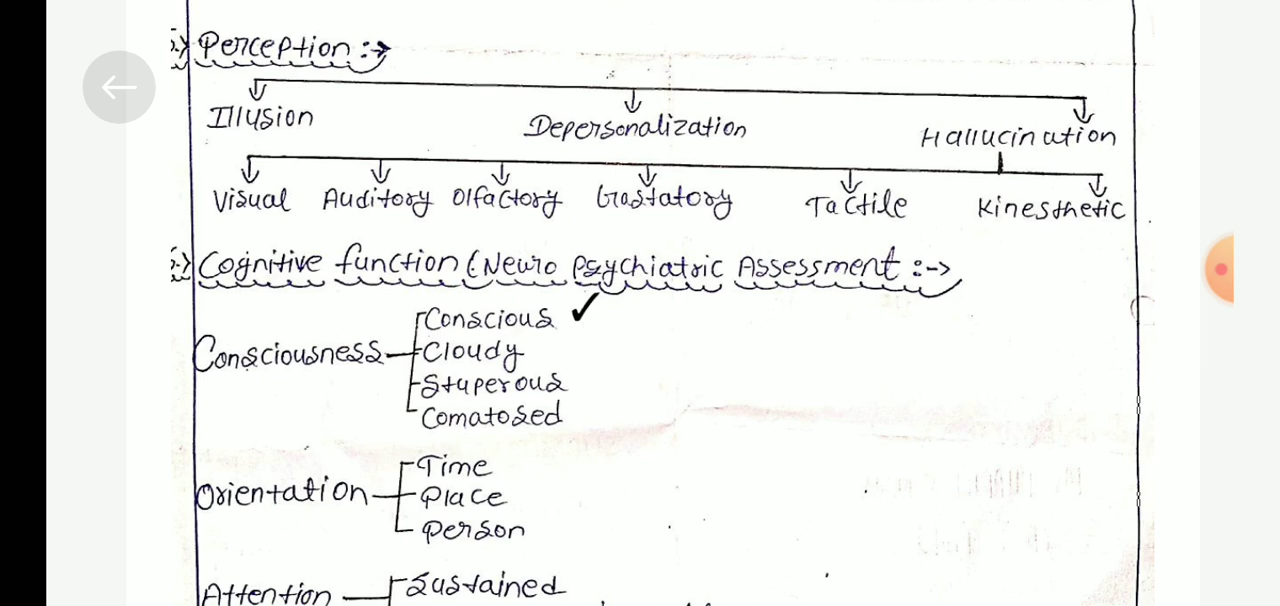 Perception :→
Illusion Depersonalization Hallucination
Visual Auditory Olfactory Gustatory Tactile Kinesthetic
Cognitive function (Neuro Psychiatric Assessment :->
Conscious ✓
Consciousness Cloudy
Stuperous
Comatosed
Time
Orientation Place
Person
Attention Sustained